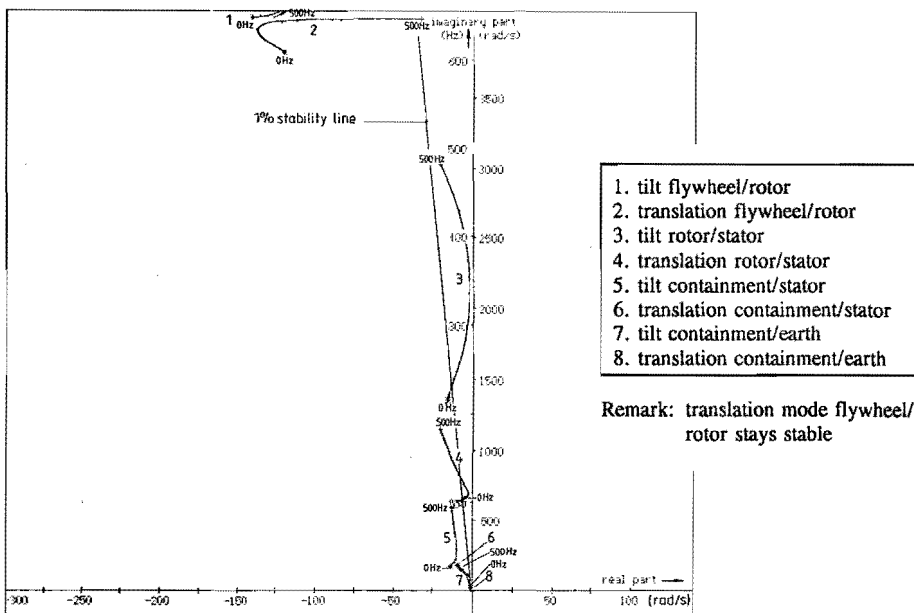 1 0Hz 500Hz
2
0Hz
500Hz imaginary part
(Hz) (rad/s)
600
3500
1% stability line
500
500Hz 3000
400 2500
3
2000
300
1500
0Hz
500Hz
1000
4
0Hz
500Hz
500
5 6
500Hz
0Hz 0Hz
7 8
real part
-300 -250 -200 -150 -100 -50 0 50 100 (rad/s)
1. tilt flywheel/rotor
2. translation flywheel/rotor
3. tilt rotor/stator
4. translation rotor/stator
5. tilt containment/stator
6. translation containment/stator
7. tilt containment/earth
8. translation containment/earth
Remark: translation mode flywheel/
rotor stays stable